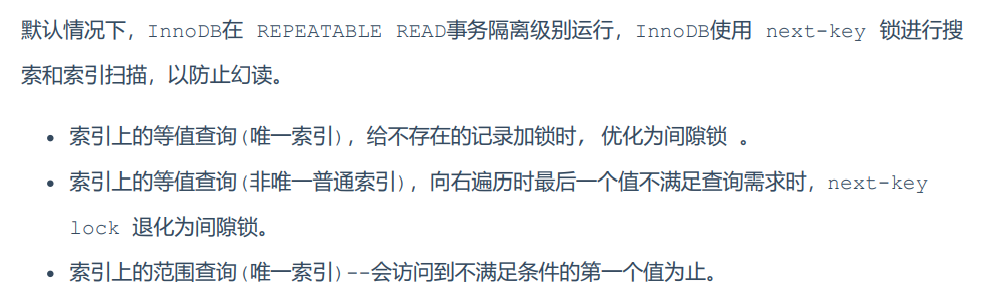 默认情况下，InnoDB在 REPEATABLE READ事务隔离级别运行，InnoDB使用 next-key 锁进行搜
索和索引扫描，以防止幻读。
• 索引上的等值查询(唯一索引)，给不存在的记录加锁时， 优化为间隙锁 。
• 索引上的等值查询(非唯一普通索引)，向右遍历时最后一个值不满足查询需求时，next-key
lock 退化为间隙锁。
• 索引上的范围查询(唯一索引)--会访问到不满足条件的第一个值为止。